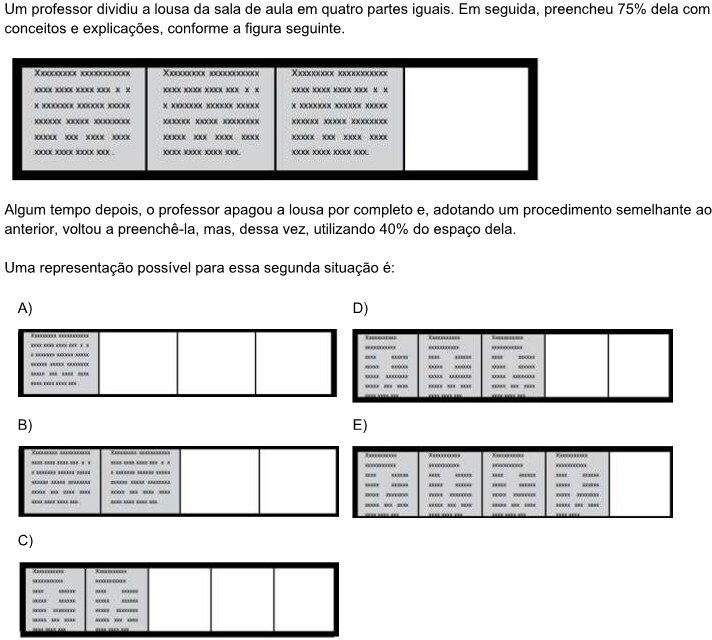 Um professor dividiu a lousa da sala de aula em quatro partes iguais. Em seguida, preencheu 75% dela com
conceitos e explicações, conforme a figura seguinte.
Xxxxxxxxx xxxxxxxxxxx
xxxx xxxx xxxx xxx x x
x xxxxxxx xxxxxx xxxxx
xxxxxx xxxxx xxxxxxxx
xxxxx xxx xxxx xxxx
xxxx xxxx xxxx xxx .
Xxxxxxxxx xxxxxxxxxxx
xxxx xxxx xxxx xxx x x
x xxxxxxx xxxxxx xxxxx
xxxxxx xxxxx xxxxxxxx
xxxxx xxx xxxx xxxx
xxxx xxxx xxxx xxx.
Xxxxxxxxx xxxxxxxxxxx
xxxx xxxx xxxx xxx x x
x xxxxxxx xxxxxx xxxxx
xxxxxx xxxxx xxxxxxxx
xxxxx xxx xxxx xxxx
xxxx xxxx xxxx xxx.
Algum tempo depois, o professor apagou a lousa por completo e, adotando um procedimento semelhante ao
anterior, voltou a preenchê-la, mas, dessa vez, utilizando 40% do espaço dela.
Uma representação possível para essa segunda situação é:
A)
B)
C)
D)
E)